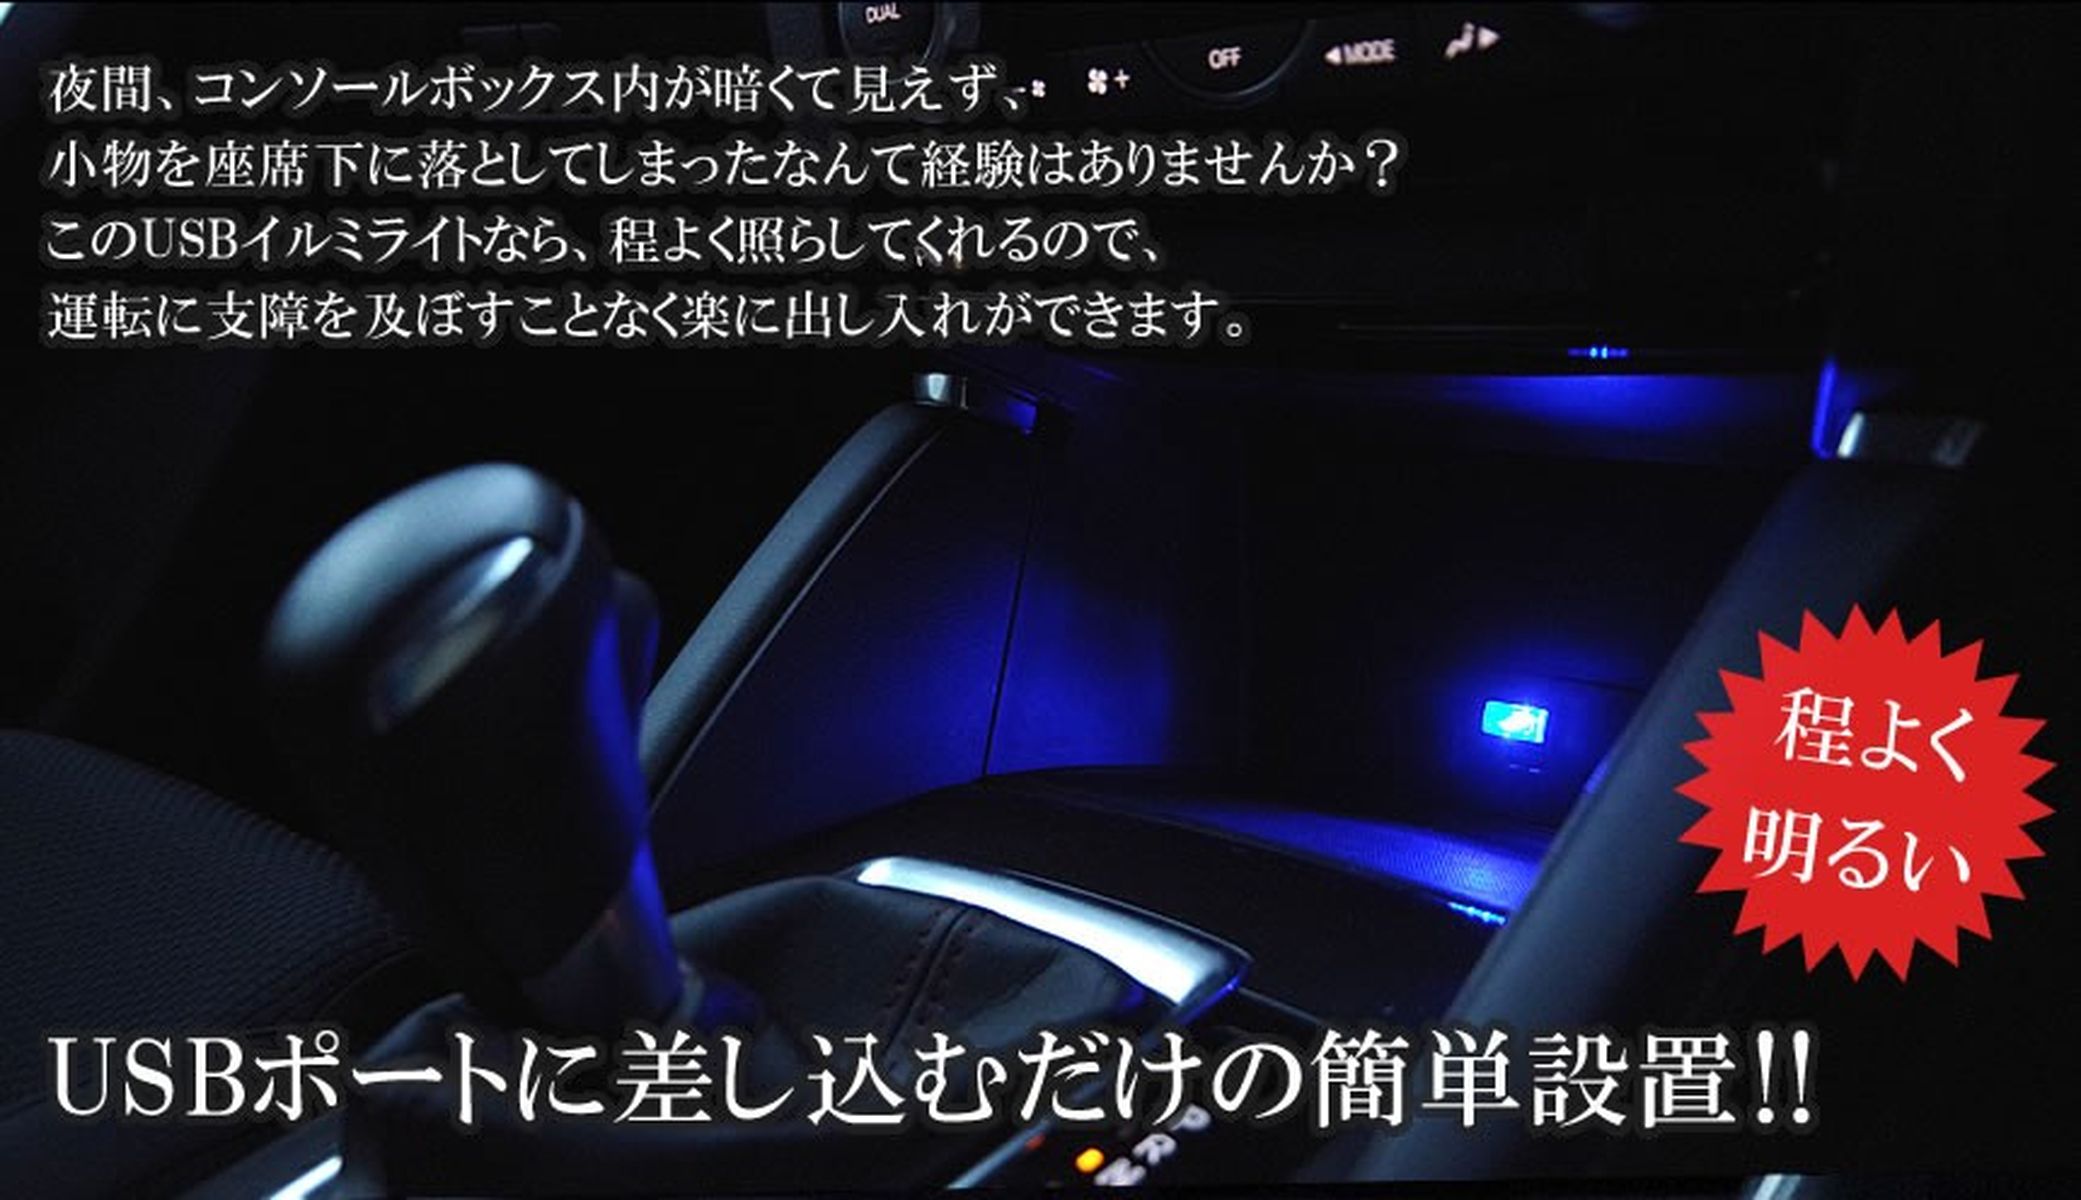 DUAL
OFF
MODE
夜間、コンソールボックス内が暗くて見えず、
小物を座席下に落としてしまったなんて経験はありませんか？
このUSBイルミライトなら、程よく照らしてくれるので、
運転に支障を及ぼすことなく楽に出し入れができます。
程よく
明るい
USBポートに差し込むだけの簡単設置!!
P
R
N